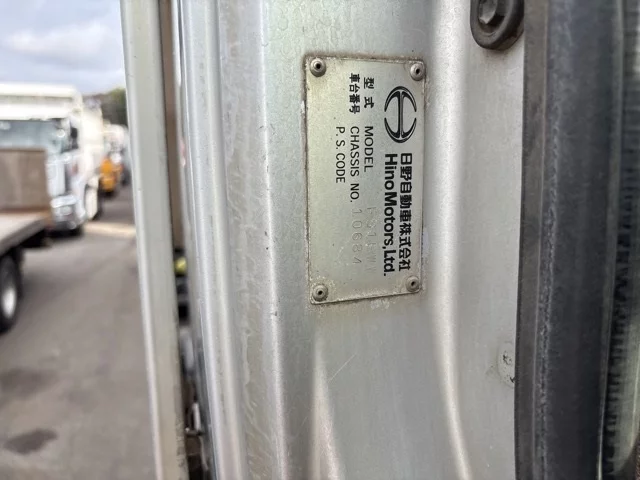 日野自動車株式会社
Hino Motors, Ltd.
型式 MODEL
車台番号 CHASSIS NO. 10684
P.S.CODE